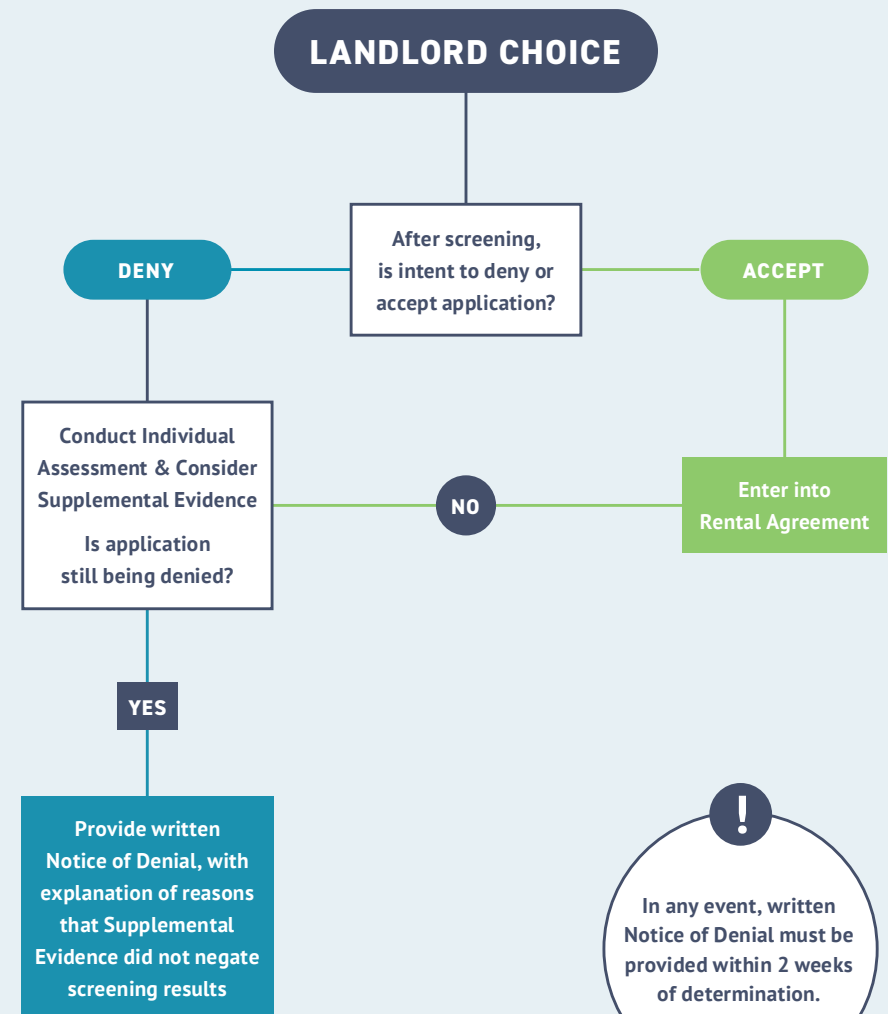 LANDLORD CHOICE
After screening,
is intent to deny or
accept application?
DENY
ACCEPT
Conduct Individual
Assessment & Consider
Supplemental Evidence
Is application
still being denied?
NO
Enter into
Rental Agreement
YES
Provide written
Notice of Denial, with
explanation of reasons
that Supplemental
Evidence did not negate
screening results
!
In any event, written
Notice of Denial must be
provided within 2 weeks
of determination.